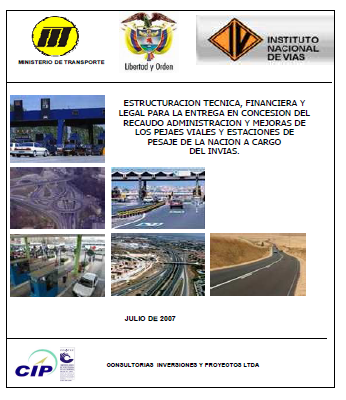 MINISTERIO DE TRANSPORTE
Libertad y Orden
INSTITUTO
NACIONAL
DE VIAS
ESTRUCTURACION TECNICA, FINANCIERA Y
LEGAL PARA LA ENTREGA EN CONCESION DEL
RECAUDO ADMINISTRACION Y MEJORAS DE
LOS PEJAES VIALES Y ESTACIONES DE
PESAJE DE LA NACION A CARGO
DEL INVIAS.
JULIO DE 2007
CIP
CONSULTORIAS INVERSIONES Y PROYECTOS LTDA